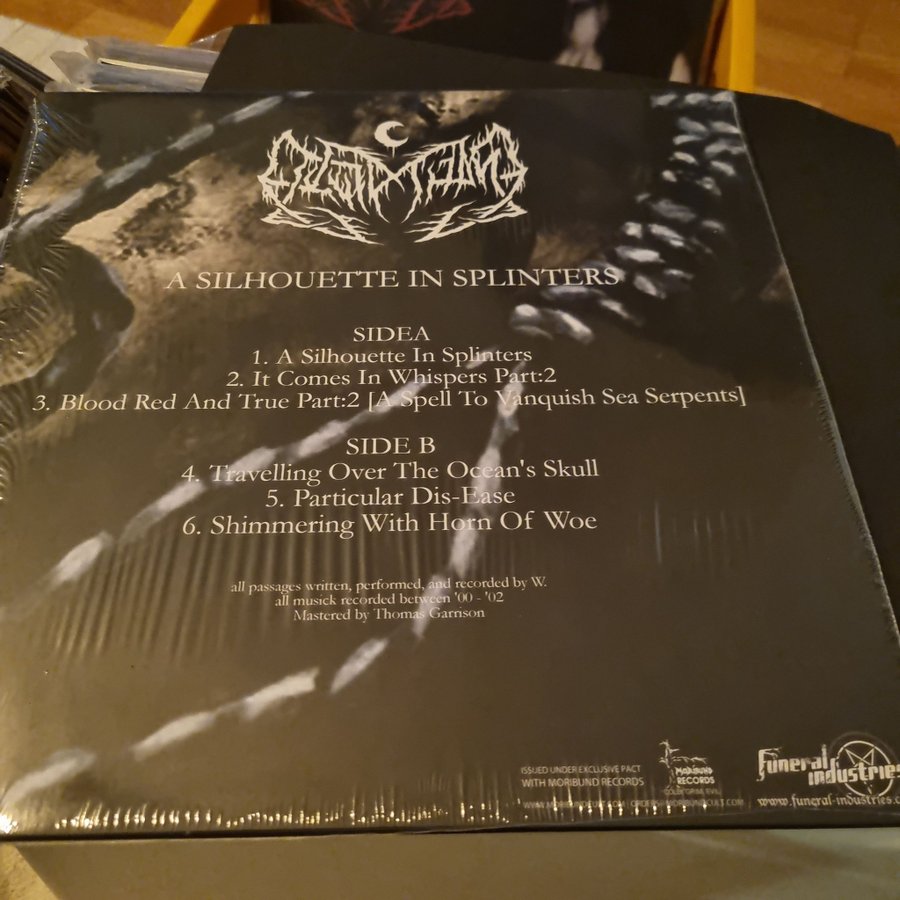 LEVIATHAN
A SILHOUETTE IN SPLINTERS
SIDEA
1. A Silhouette In Splinters
2. It Comes In Whispers Part:2
3. Blood Red And True Part:2 [A Spell To Vanquish Sea Serpents]
SIDE B
4. Travelling Over The Ocean's Skull
5. Particular Dis-Ease
6. Shimmering With Horn Of Woe
all passages written, performed, and recorded by W.
all musick recorded between '00 - '02
Mastered by Thomas Garrison
ISSUED UNDER EXCLUSIVE PACT
WITH MORIBUND RECORDS
MORIBUND
RECORDS
Funeral
industries
www.funeral-industries.c